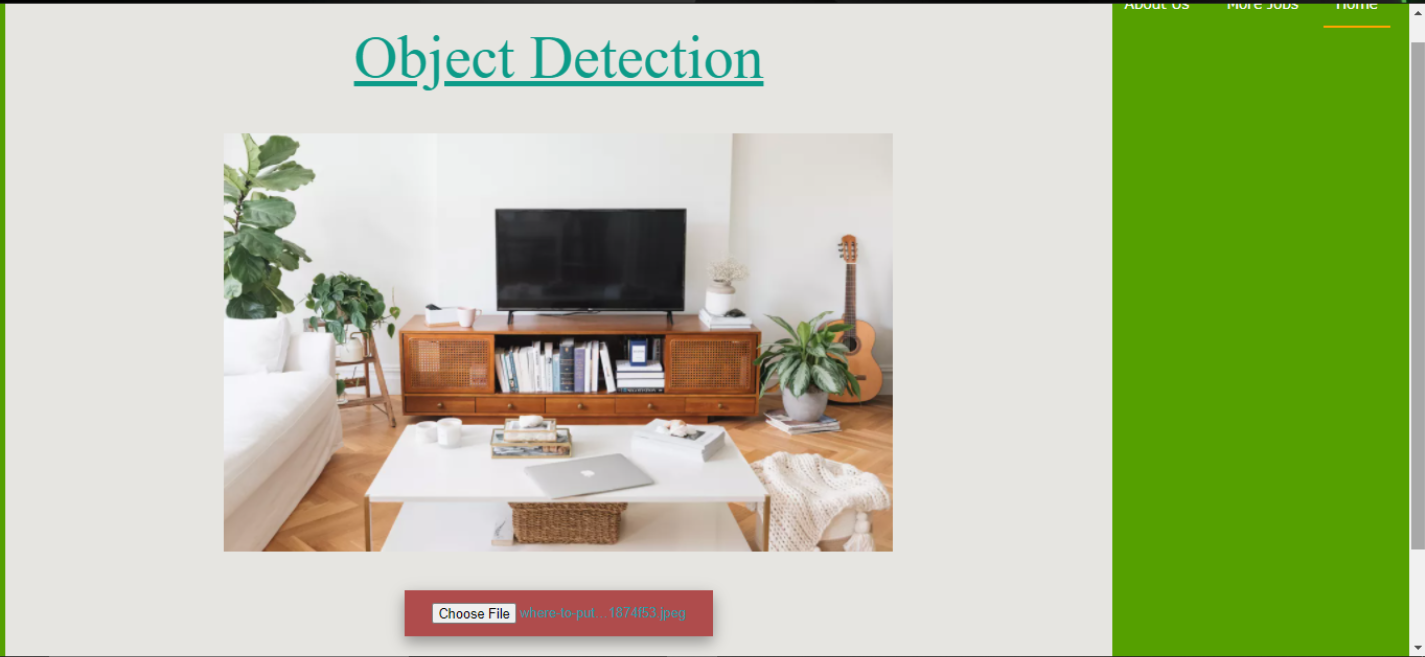 About Us More Jobs Home
Object Detection
Choose File where-to-put...1874f53.jpeg